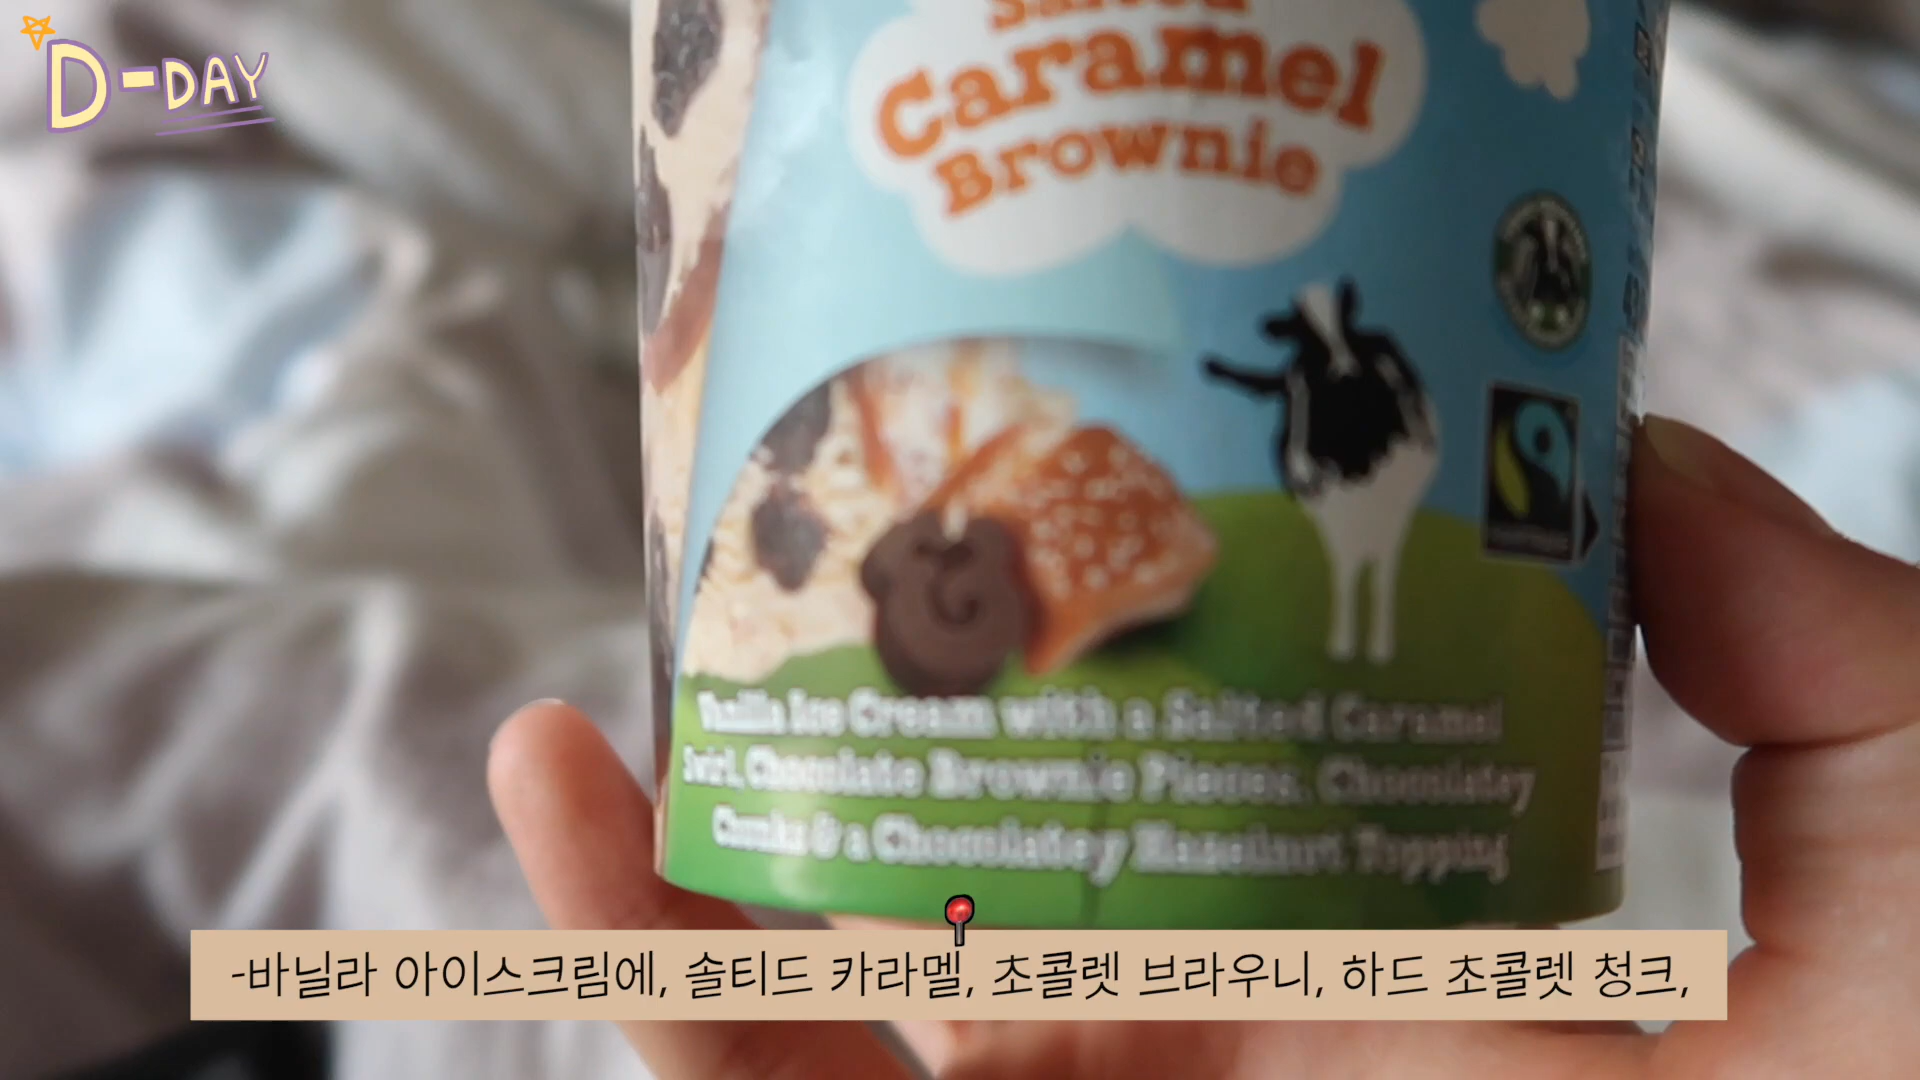 D-DAY
Salted
Caramel
Brownie
Vanilla Ice Cream with a Salted Caramel
Swirl, Chocolate Brownie Pieces, Chocolatey
Chunks & a Chocolatey Hazelnut Topping
-바닐라 아이스크림에, 솔티드 카라멜, 초콜렛 브라우니, 하드 초콜렛 청크,